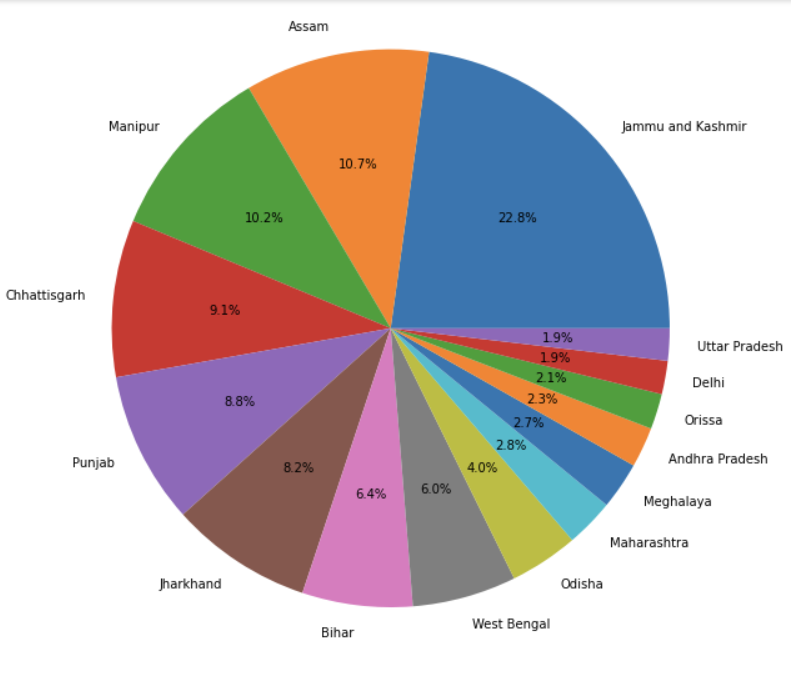 Assam
Jammu and Kashmir
Manipur
10.7%
22.8%
10.2%
Chhattisgarh
9.1%
1.9%
Uttar Pradesh
1.9%
Delhi
2.1%
Orissa
2.3%
8.8%
2.7%
Andhra Pradesh
2.8%
Punjab
8.2%
4.0%
6.4%
6.0%
Meghalaya
Maharashtra
Jharkhand
Odisha
West Bengal
Bihar